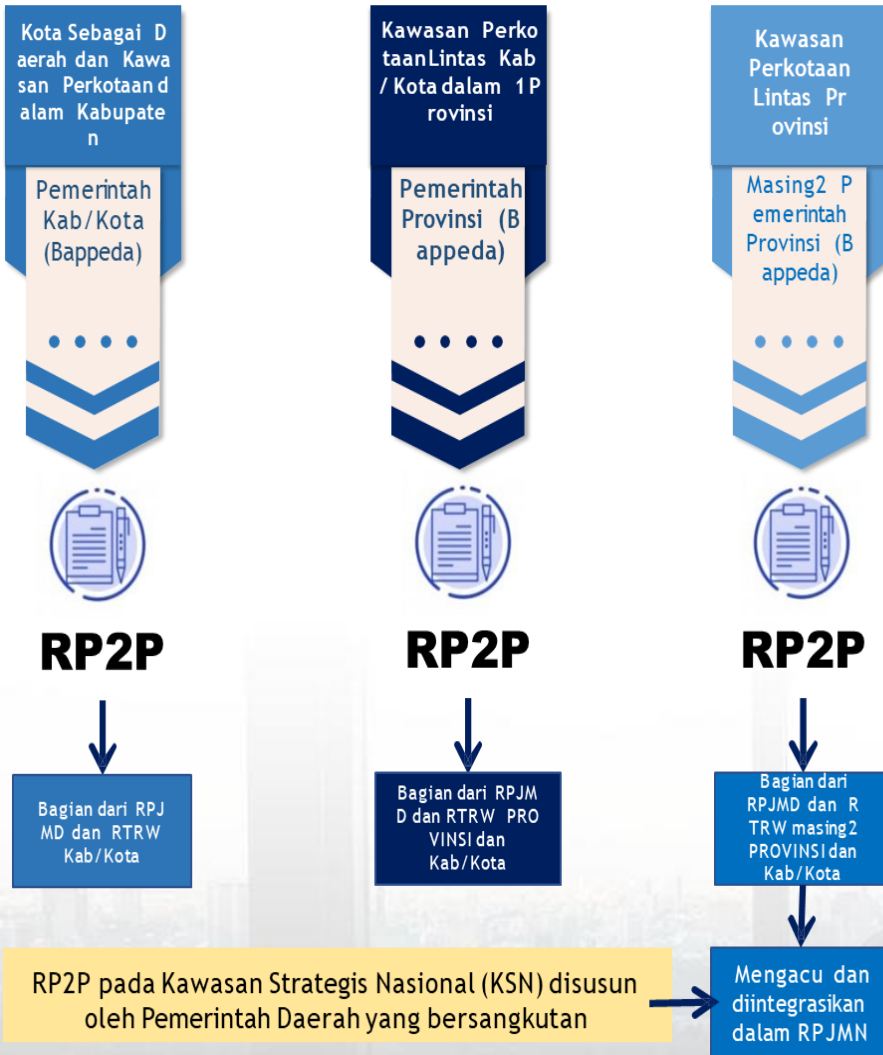 Kota Sebagai D
aerah dan Kawa
san Perkotaan d
alam Kabupate
n
Pemerintah
Kab/Kota
(Bappeda)
RP2P
Bagian dari RPJ
MD dan RTRW
Kab/Kota
Kawasan Perko
taan Lintas Kab
/ Kota dalam 1 P
rovinsi
Pemerintah
Provinsi (B
appeda)
RP2P
Bagian dari RPJM
D dan RTRW PRO
VINSI dan
Kab/Kota
Kawasan
Perkotaan
Lintas Pr
ovinsi
Masing2 P
emerintah
Provinsi (B
appeda)
RP2P
Bagian dari
RPJMD dan R
TRW masing2
PROVINSI dan
Kab/Kota
RP2P pada Kawasan Strategis Nasional (KSN) disusun
oleh Pemerintah Daerah yang bersangkutan
Mengacu dan
diintegrasikan
dalam RPJMN